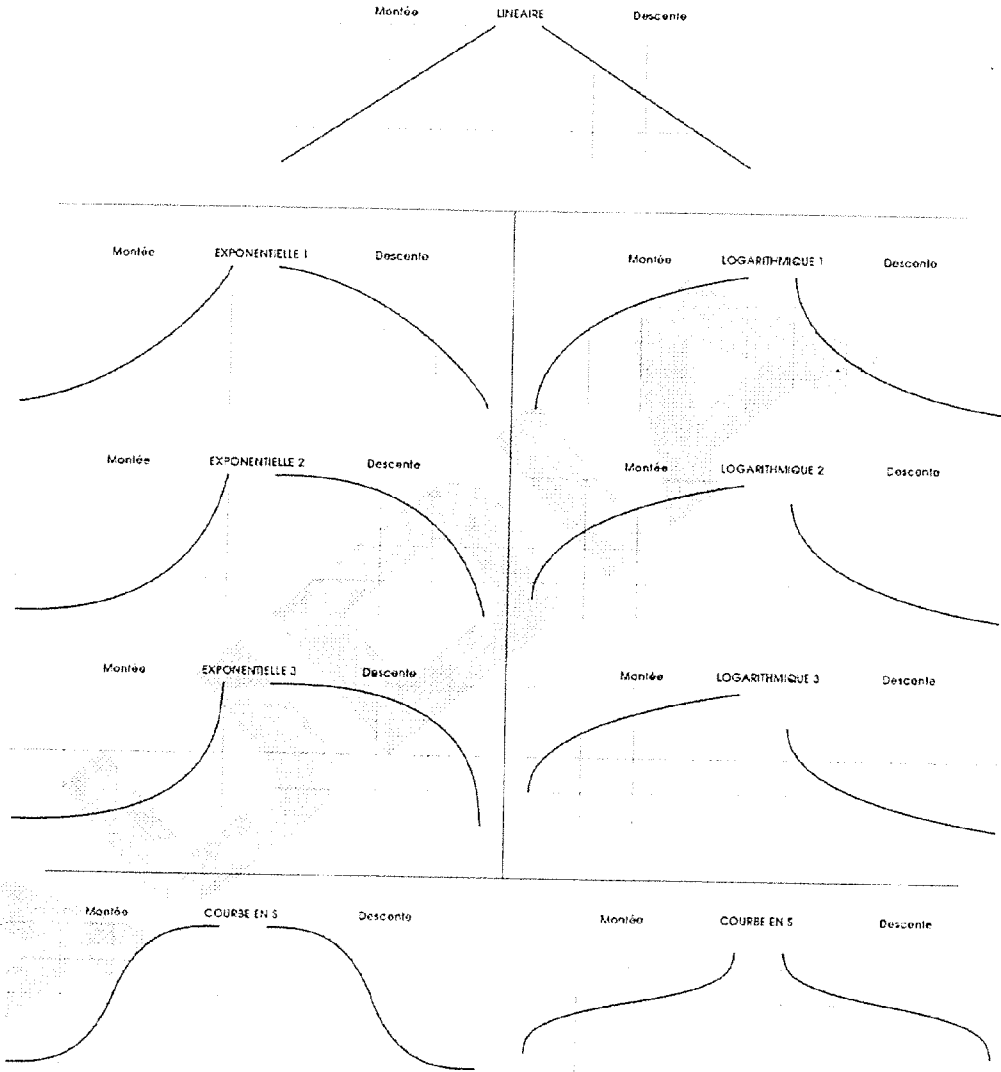 Montée LINEAIRE Descente
Montée EXPONENTIELLE 1 Descente
Montée LOGARITHMIQUE 1 Descente
Montée EXPONENTIELLE 2 Descente
Montée LOGARITHMIQUE 2 Descente
Montée EXPONENTIELLE 3 Descente
Montée LOGARITHMIQUE 3 Descente
Montée COURBE EN S Descente
Montée COURBE EN S Descente